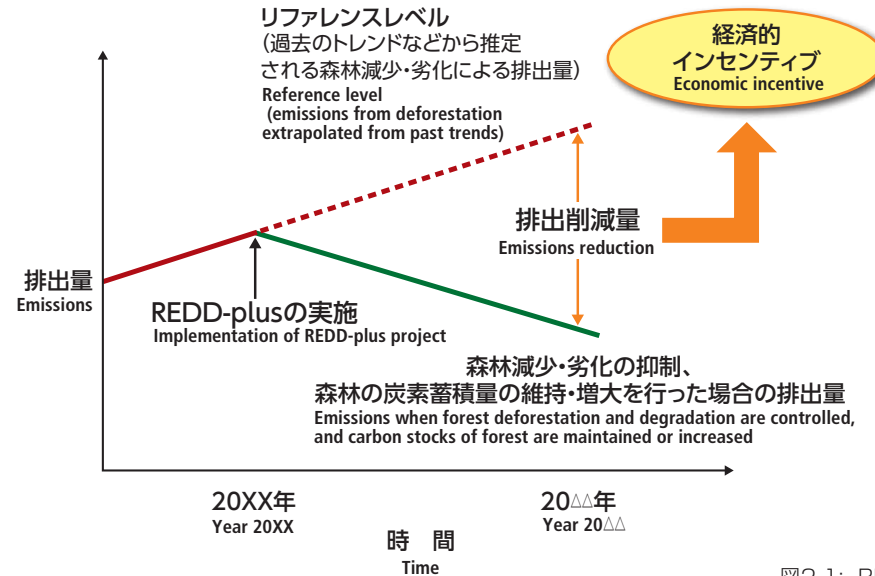 リファレンスレベル
（過去のトレンドなどから推定
される森林減少・劣化による排出量）
Reference level
(emissions from deforestation
extrapolated from past trends)
経済的
インセンティブ
Economic incentive
排出削減量
Emissions reduction
排出量
Emissions
REDD-plusの実施
Implementation of REDD-plus project
森林減少・劣化の抑制、
森林の炭素蓄積量の維持・増大を行った場合の排出量
Emissions when forest deforestation and degradation are controlled,
and carbon stocks of forest are maintained or increased
20XX年
Year 20XX
20△△年
Year 20△△
時　間
Time